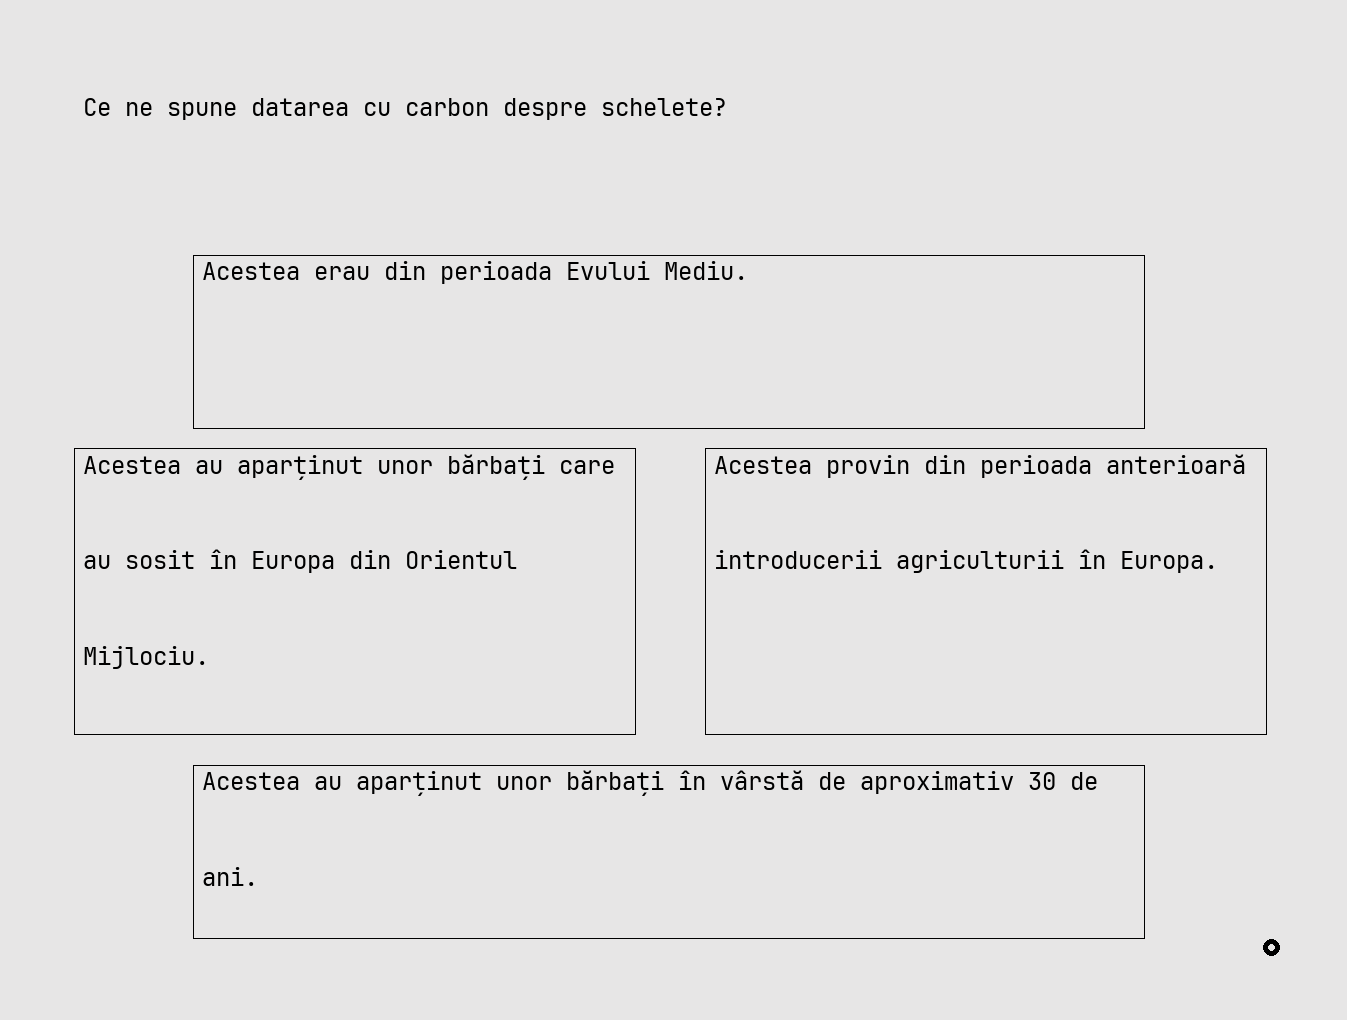 Ce ne spune datarea cu carbon despre schelete?
Acestea erau din perioada Evului Mediu.
Acestea au aparținut unor bărbați care
au sosit în Europa din Orientul
Mijlociu.
Acestea provin din perioada anterioară
introducerii agriculturii în Europa.
Acestea au aparținut unor bărbați în vârstă de aproximativ 30 de
ani.